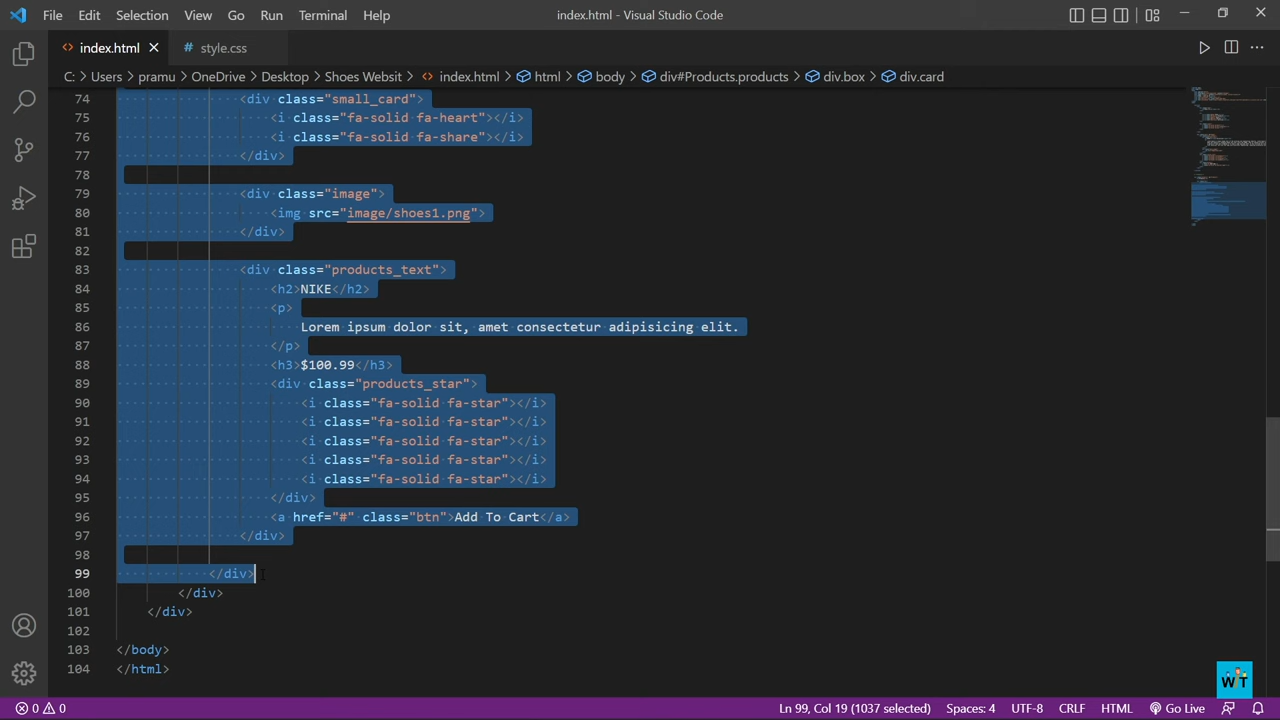 File Edit Selection View Go Run Terminal Help
index.html - Visual Studio Code
index.html
style.css
C: > Users > pramu > OneDrive > Desktop > Shoes Websit > index.html > html > body > div#Products.products > div.box > div.card
74 <div class="small_card">
75 <i class="fa-solid fa-heart"></i>
76 <i class="fa-solid fa-share"></i>
77 </div>
78
79 <div class="image">
80 <img src="image/shoes1.png">
81 </div>
82
83 <div class="products_text">
84 <h2>NIKE</h2>
85 <p>
86 Lorem ipsum dolor sit, amet consectetur adipisicing elit.
87 </p>
88 <h3>$100.99</h3>
89 <div class="products_star">
90 <i class="fa-solid fa-star"></i>
91 <i class="fa-solid fa-star"></i>
92 <i class="fa-solid fa-star"></i>
93 <i class="fa-solid fa-star"></i>
94 <i class="fa-solid fa-star"></i>
95 </div>
96 <a href="#" class="btn">Add To Cart</a>
97 </div>
98
99 </div>
100 </div>
101 </div>
102
103 </body>
104 </html>
WT
0 0 Ln 99, Col 19 (1037 selected) Spaces: 4 UTF-8 CRLF HTML Go Live